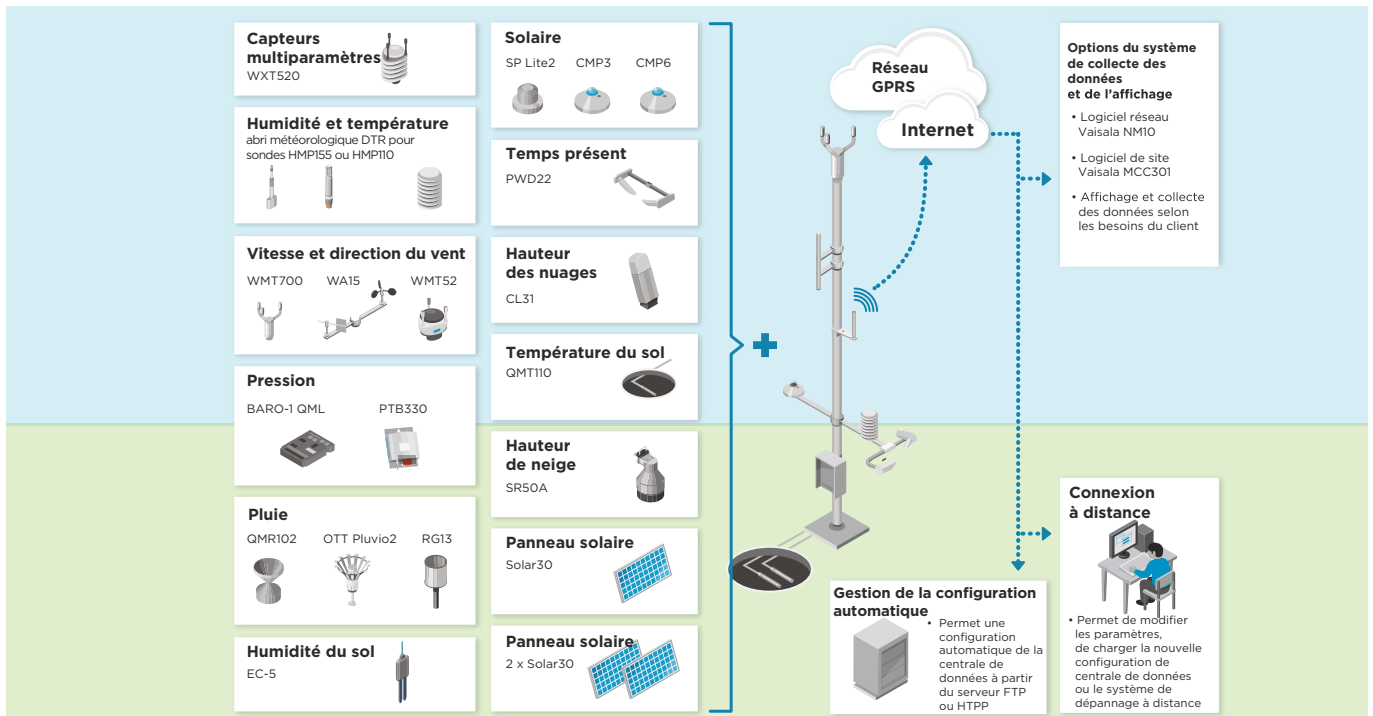 Capteurs
multiparamètres
WXT520
Humidité et température
abri météorologique DTR pour
sondes HMP155 ou HMP110
Vitesse et direction du vent
WMT700 WA15 WMT52
Pression
BARO-1 QML PTB330
Pluie
QMR102 OTT Pluvio2 RG13
Humidité du sol
EC-5
Solaire
SP Lite2 CMP3 CMP6
Temps présent
PWD22
Hauteur
des nuages
CL31
Température du sol
QMT110
Hauteur
de neige
SR50A
Panneau solaire
Solar30
Panneau solaire
2 x Solar30
Réseau
GPRS
Internet
Options du système
de collecte des
données
et de l’affichage
• Logiciel réseau
Vaisala NM10
• Logiciel de site
Vaisala MCC301
• Affichage et collecte
des données selon
les besoins du client
Gestion de la configuration
automatique
• Permet une
configuration
automatique de la
centrale de
données à partir
du serveur FTP
ou HTPP
Connexion
à distance
• Permet de modifier
les paramètres,
de charger la nouvelle
configuration de
centrale de données
ou le système de
dépannage à distance